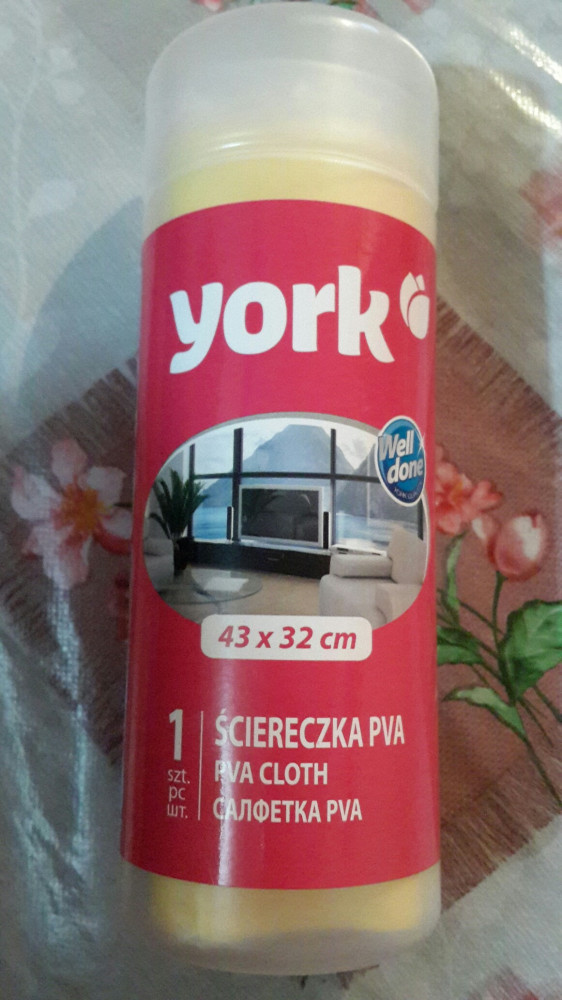 york
Well
done
43 x 32 cm
1
szt.
pc
шт.
ŚCIERECZKA PVA
PVA CLOTH
САЛФЕТКА PVA